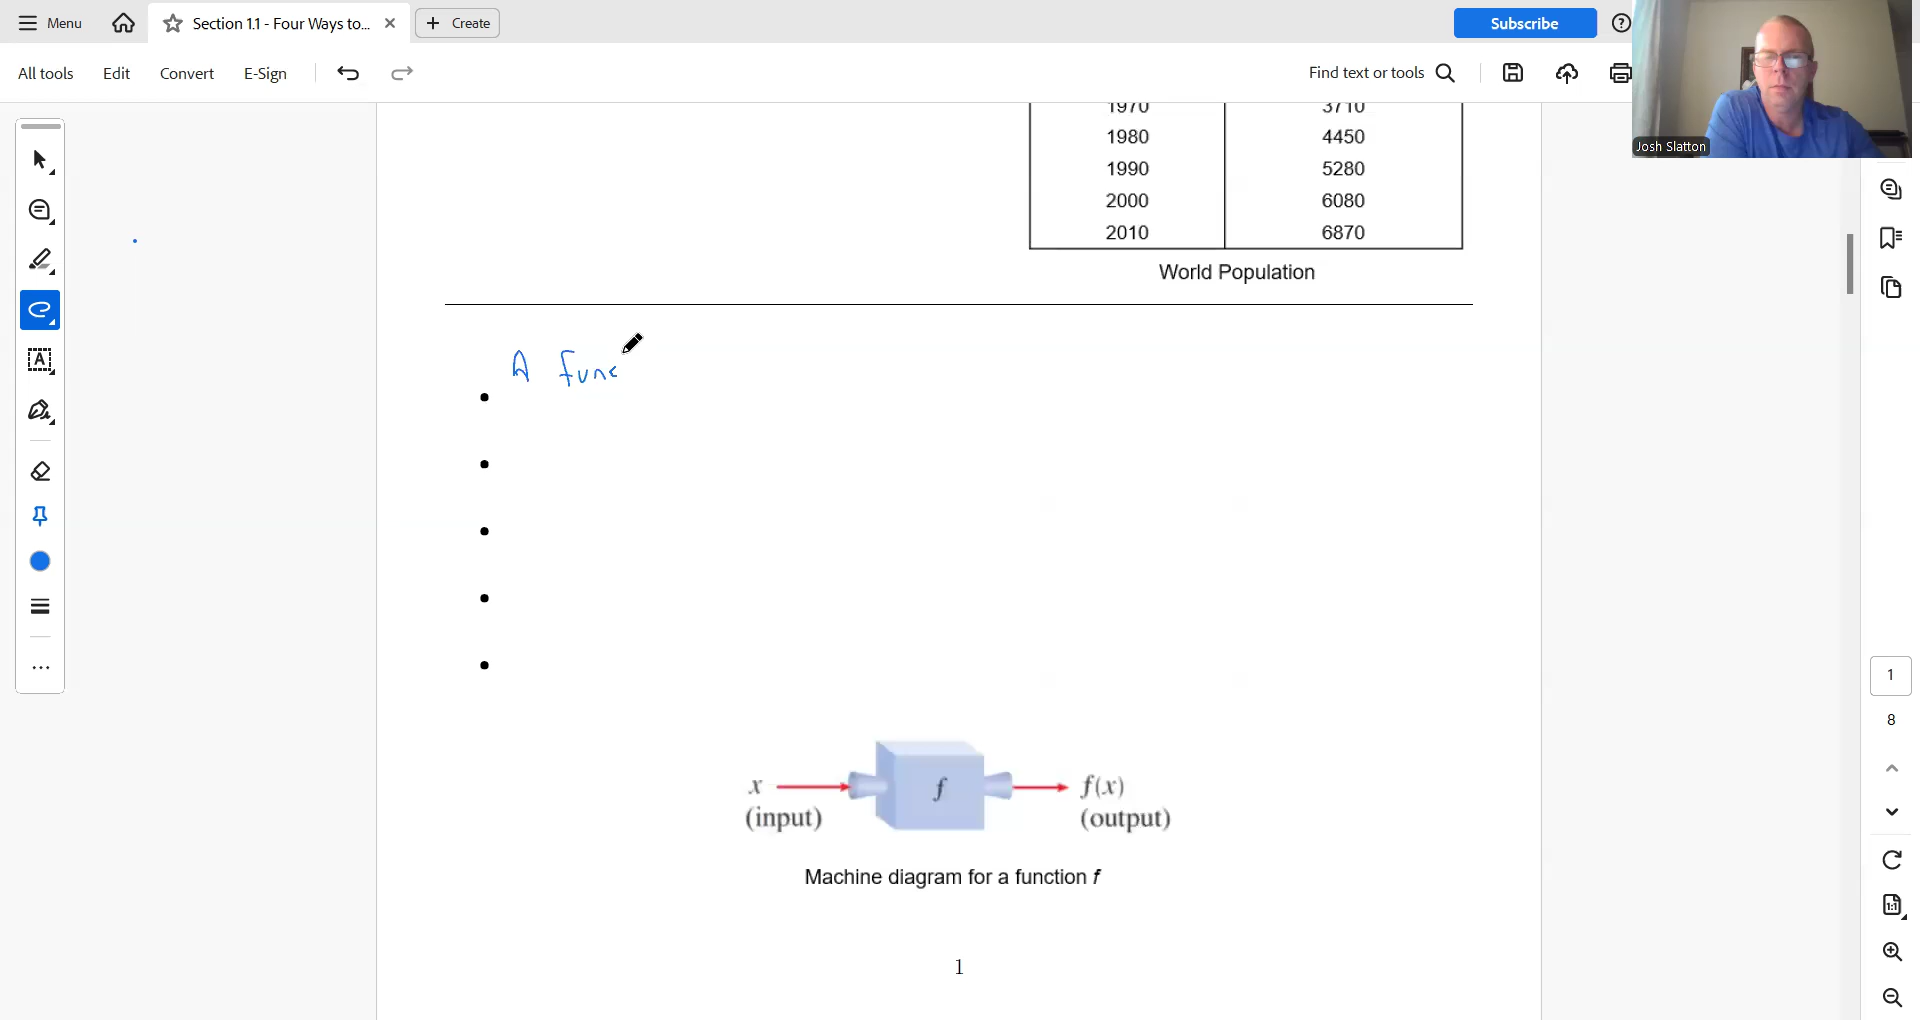 Menu
Section 1.1 - Four Ways to...
Create
Subscribe
All tools
Edit
Convert
E-Sign
Find text or tools
Josh Slatton
1970 3710
1980 4450
1990 5280
2000 6080
2010 6870
World Population
A func
x
(input)
f
f(x)
(output)
Machine diagram for a function f
1
1
8